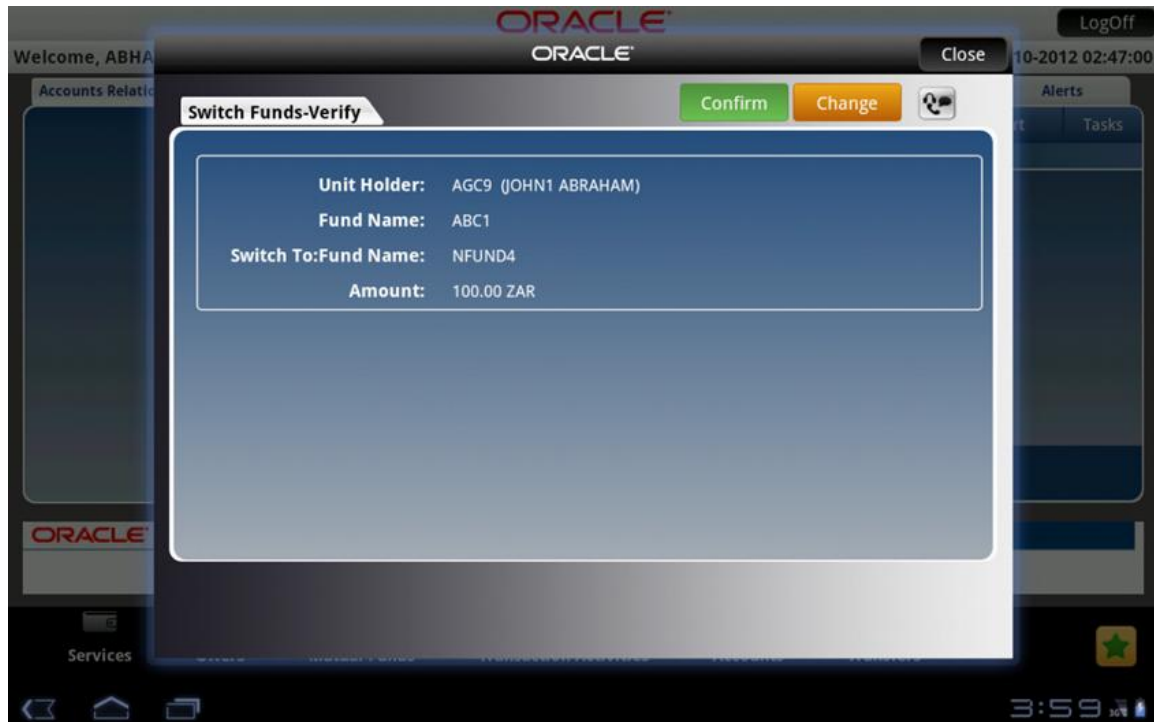 ORACLE
LogOff
ORACLE
Close
Welcome, ABHA
10-2012 02:47:00
Accounts Relatio
Alerts
Switch Funds-Verify
Confirm
Change
Tasks
Unit Holder: AGC9 (JOHN1 ABRAHAM)
Fund Name: ABC1
Switch To:Fund Name: NFUND4
Amount: 100.00 ZAR
ORACLE
Services
3:59